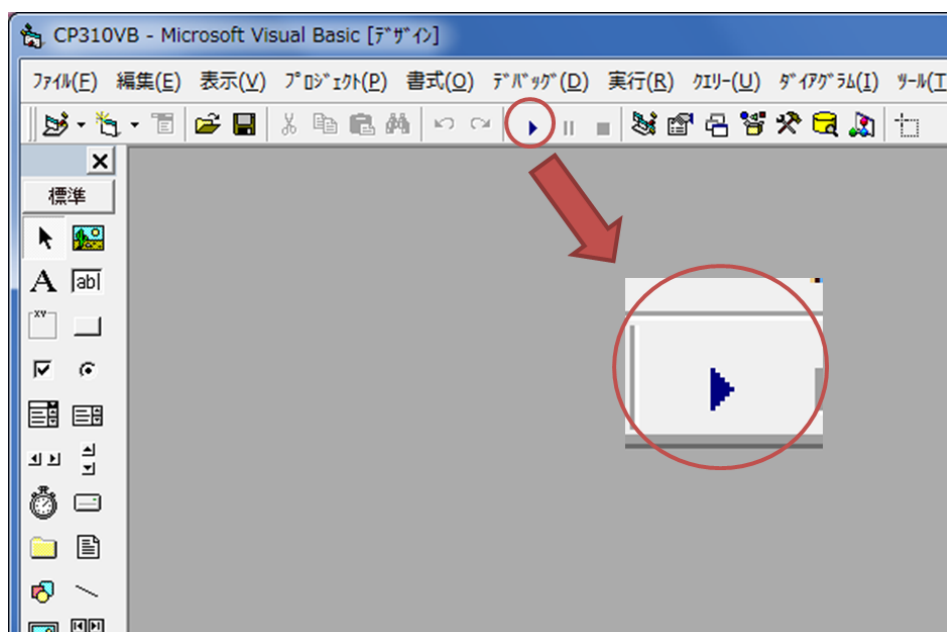 CP310VB - Microsoft Visual Basic [ﾃﾞｻﾞｲﾝ]
ﾌｧｲﾙ(F) 編集(E) 表示(V) ﾌﾟﾛｼﾞｪｸﾄ(P) 書式(O) ﾃﾞﾊﾞｯｸﾞ(D) 実行(R) ｸｴﾘｰ(U) ﾀﾞｲｱｸﾞﾗﾑ(I) ﾂｰﾙ(T
標準
A ab|
XY